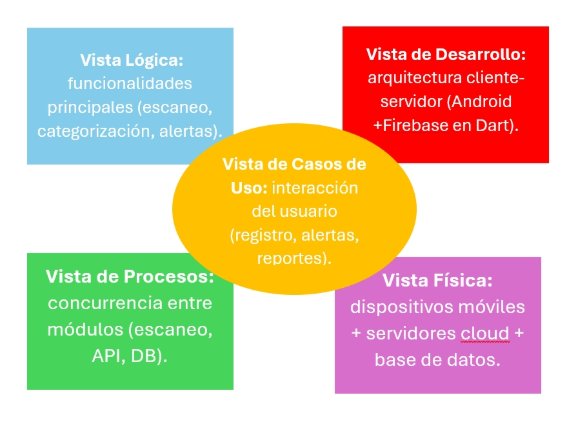 Vista Lógica:
funcionalidades
principales (escaneo,
categorización, alertas).
Vista de Desarrollo:
arquitectura cliente-
servidor (Android
+Firebase en Dart).
Vista de Casos de
Uso: interacción
del usuario
(registro, alertas,
reportes).
Vista de Procesos:
concurrencia entre
módulos (escaneo,
API, DB).
Vista Física:
dispositivos móviles
+ servidores cloud +
base de datos.